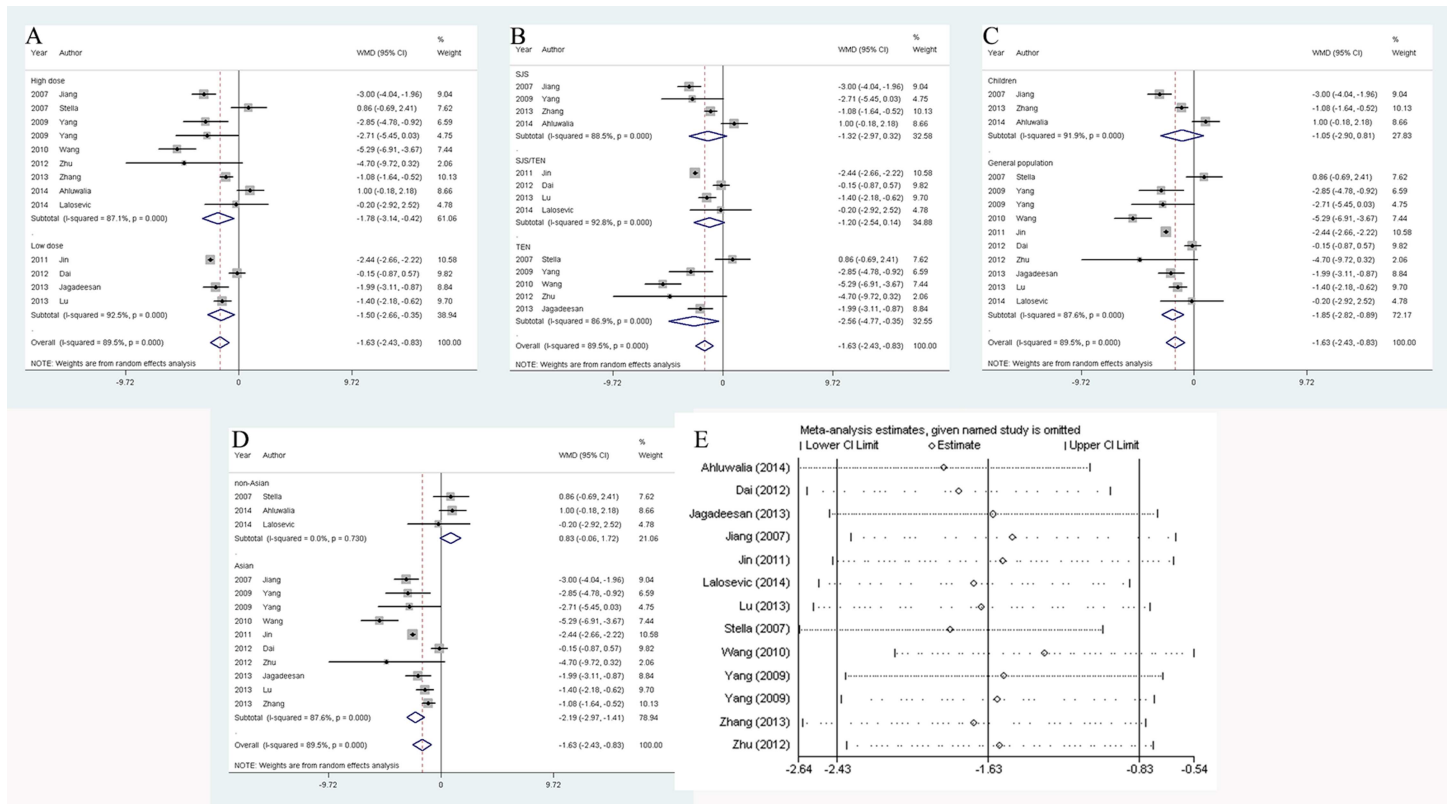 A
%
Year Author WMD (95% CI) Weight
High dose
2007 Jiang -3.00 (-4.04, -1.96) 9.04
2007 Stella 0.86 (-0.69, 2.41) 7.62
2009 Yang -2.85 (-4.78, -0.92) 6.59
2009 Yang -2.71 (-5.45, 0.03) 4.75
2010 Wang -5.29 (-6.91, -3.67) 7.44
2012 Zhu -4.70 (-9.72, 0.32) 2.06
2013 Zhang -1.08 (-1.64, -0.52) 10.13
2014 Ahluwalia 1.00 (-0.18, 2.18) 8.66
2014 Lalosevic -0.20 (-2.92, 2.52) 4.78
Subtotal (I-squared = 87.1%, p = 0.000) -1.78 (-3.14, -0.42) 61.06
.
Low dose
2011 Jin -2.44 (-2.66, -2.22) 10.58
2012 Dai -0.15 (-0.87, 0.57) 9.82
2013 Jagadeesan -1.99 (-3.11, -0.87) 8.84
2013 Lu -1.40 (-2.18, -0.62) 9.70
Subtotal (I-squared = 92.5%, p = 0.000) -1.50 (-2.66, -0.35) 38.94
.
Overall (I-squared = 89.5%, p = 0.000) -1.63 (-2.43, -0.83) 100.00
NOTE: Weights are from random effects analysis
-9.72 0 9.72
B
%
Year Author WMD (95% CI) Weight
SJS
2007 Jiang -3.00 (-4.04, -1.96) 9.04
2009 Yang -2.71 (-5.45, 0.03) 4.75
2013 Zhang -1.08 (-1.64, -0.52) 10.13
2014 Ahluwalia 1.00 (-0.18, 2.18) 8.66
Subtotal (I-squared = 88.5%, p = 0.000) -1.32 (-2.97, 0.32) 32.58
.
SJS/TEN
2011 Jin -2.44 (-2.66, -2.22) 10.58
2012 Dai -0.15 (-0.87, 0.57) 9.82
2013 Lu -1.40 (-2.18, -0.62) 9.70
2014 Lalosevic -0.20 (-2.92, 2.52) 4.78
Subtotal (I-squared = 92.8%, p = 0.000) -1.20 (-2.54, 0.14) 34.88
.
TEN
2007 Stella 0.86 (-0.69, 2.41) 7.62
2009 Yang -2.85 (-4.78, -0.92) 6.59
2010 Wang -5.29 (-6.91, -3.67) 7.44
2012 Zhu -4.70 (-9.72, 0.32) 2.06
2013 Jagadeesan -1.99 (-3.11, -0.87) 8.84
Subtotal (I-squared = 86.9%, p = 0.000) -2.56 (-4.77, -0.35) 32.55
.
Overall (I-squared = 89.5%, p = 0.000) -1.63 (-2.43, -0.83) 100.00
NOTE: Weights are from random effects analysis
-9.72 0 9.72
C
%
Year Author WMD (95% CI) Weight
Children
2007 Jiang -3.00 (-4.04, -1.96) 9.04
2013 Zhang -1.08 (-1.64, -0.52) 10.13
2014 Ahluwalia 1.00 (-0.18, 2.18) 8.66
Subtotal (I-squared = 91.9%, p = 0.000) -1.05 (-2.90, 0.81) 27.83
.
General population
2007 Stella 0.86 (-0.69, 2.41) 7.62
2009 Yang -2.85 (-4.78, -0.92) 6.59
2009 Yang -2.71 (-5.45, 0.03) 4.75
2010 Wang -5.29 (-6.91, -3.67) 7.44
2011 Jin -2.44 (-2.66, -2.22) 10.58
2012 Dai -0.15 (-0.87, 0.57) 9.82
2012 Zhu -4.70 (-9.72, 0.32) 2.06
2013 Jagadeesan -1.99 (-3.11, -0.87) 8.84
2013 Lu -1.40 (-2.18, -0.62) 9.70
2014 Lalosevic -0.20 (-2.92, 2.52) 4.78
Subtotal (I-squared = 87.6%, p = 0.000) -1.85 (-2.82, -0.89) 72.17
.
Overall (I-squared = 89.5%, p = 0.000) -1.63 (-2.43, -0.83) 100.00
NOTE: Weights are from random effects analysis
-9.72 0 9.72
D
%
Year Author WMD (95% CI) Weight
non-Asian
2007 Stella 0.86 (-0.69, 2.41) 7.62
2014 Ahluwalia 1.00 (-0.18, 2.18) 8.66
2014 Lalosevic -0.20 (-2.92, 2.52) 4.78
Subtotal (I-squared = 0.0%, p = 0.730) 0.83 (-0.06, 1.72) 21.06
.
Asian
2007 Jiang -3.00 (-4.04, -1.96) 9.04
2009 Yang -2.85 (-4.78, -0.92) 6.59
2009 Yang -2.71 (-5.45, 0.03) 4.75
2010 Wang -5.29 (-6.91, -3.67) 7.44
2011 Jin -2.44 (-2.66, -2.22) 10.58
2012 Dai -0.15 (-0.87, 0.57) 9.82
2012 Zhu -4.70 (-9.72, 0.32) 2.06
2013 Jagadeesan -1.99 (-3.11, -0.87) 8.84
2013 Lu -1.40 (-2.18, -0.62) 9.70
2013 Zhang -1.08 (-1.64, -0.52) 10.13
Subtotal (I-squared = 87.6%, p = 0.000) -2.19 (-2.97, -1.41) 78.94
.
Overall (I-squared = 89.5%, p = 0.000) -1.63 (-2.43, -0.83) 100.00
NOTE: Weights are from random effects analysis
-9.72 0 9.72
E
Meta-analysis estimates, given named study is omitted
Lower CI Limit Estimate Upper CI Limit
Ahluwalia (2014)
Dai (2012)
Jagadeesan (2013)
Jiang (2007)
Jin (2011)
Lalosevic (2014)
Lu (2013)
Stella (2007)
Wang (2010)
Yang (2009)
Yang (2009)
Zhang (2013)
Zhu (2012)
-2.64 -2.43 -1.63 -0.83 -0.54